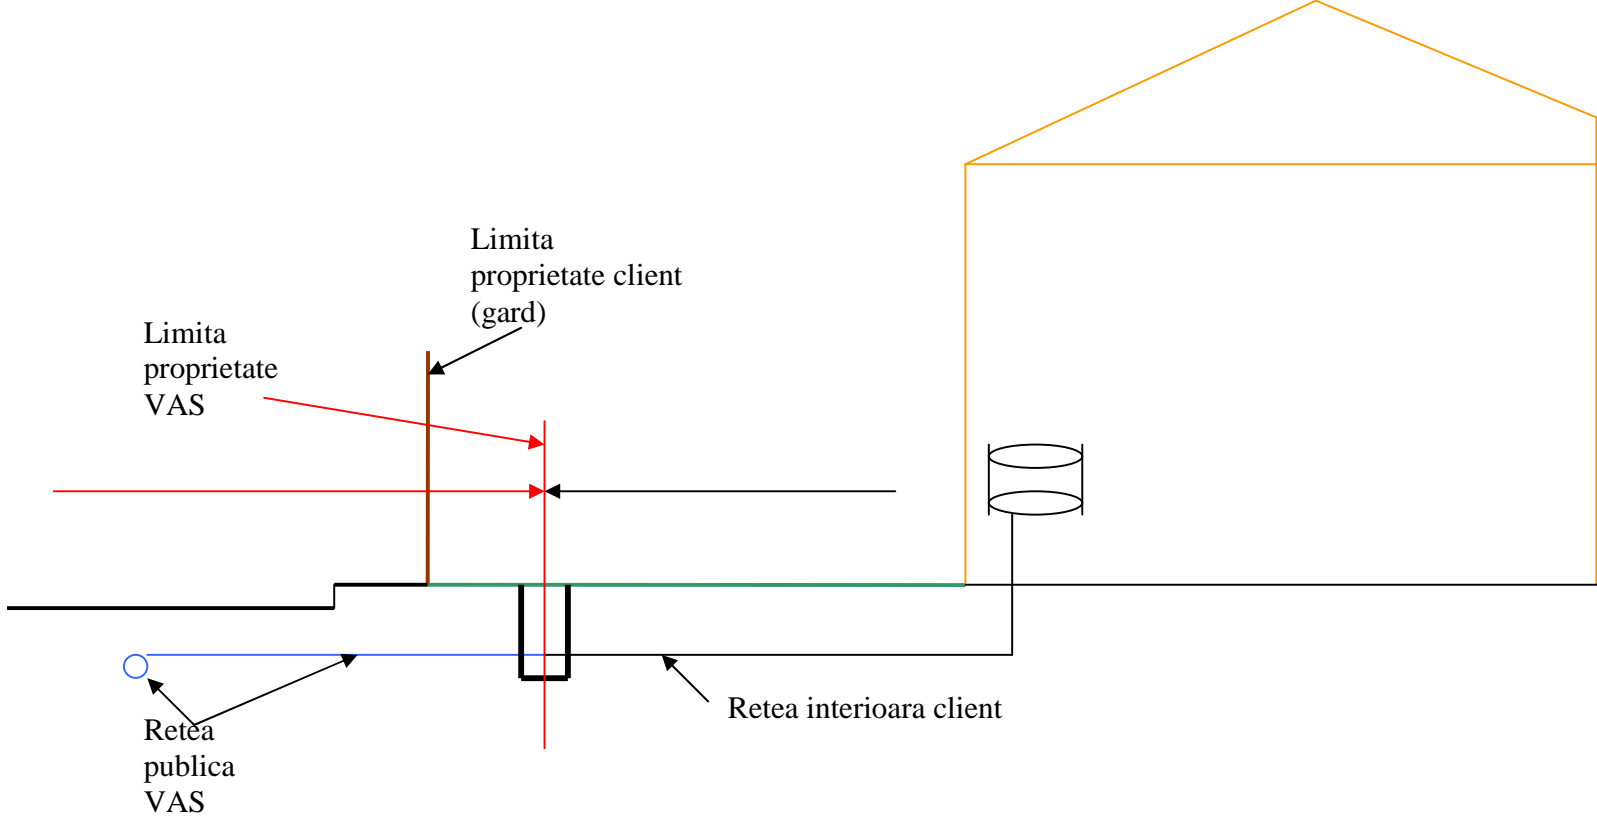 Limita
proprietate client
(gard)
Limita
proprietate
VAS
Retea interioara client
Retea
publica
VAS